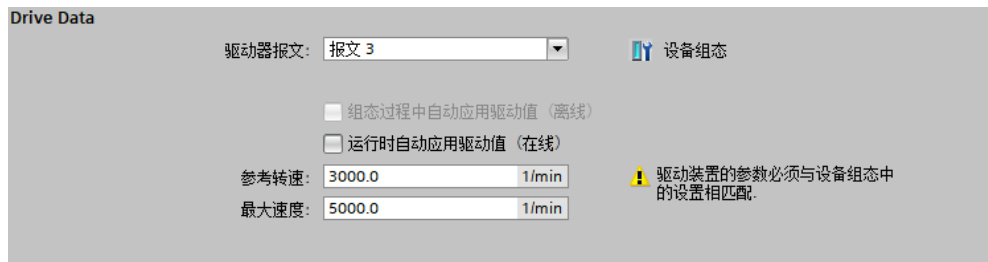 Drive Data
驱动器报文: 报文 3
设备组态
组态过程中自动应用驱动值（离线）
运行时自动应用驱动值（在线）
参考转速: 3000.0 1/min
驱动装置的参数必须与设备组态中
的设置相匹配.
最大速度: 5000.0 1/min